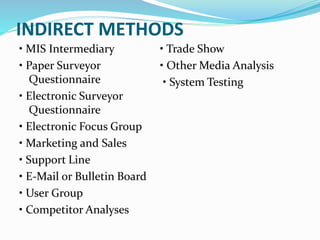 INDIRECT METHODS
• MIS Intermediary
• Paper Surveyor
Questionnaire
• Electronic Surveyor
Questionnaire
• Electronic Focus Group
• Marketing and Sales
• Support Line
• E-Mail or Bulletin Board
• User Group
• Competitor Analyses
• Trade Show
• Other Media Analysis
• System Testing